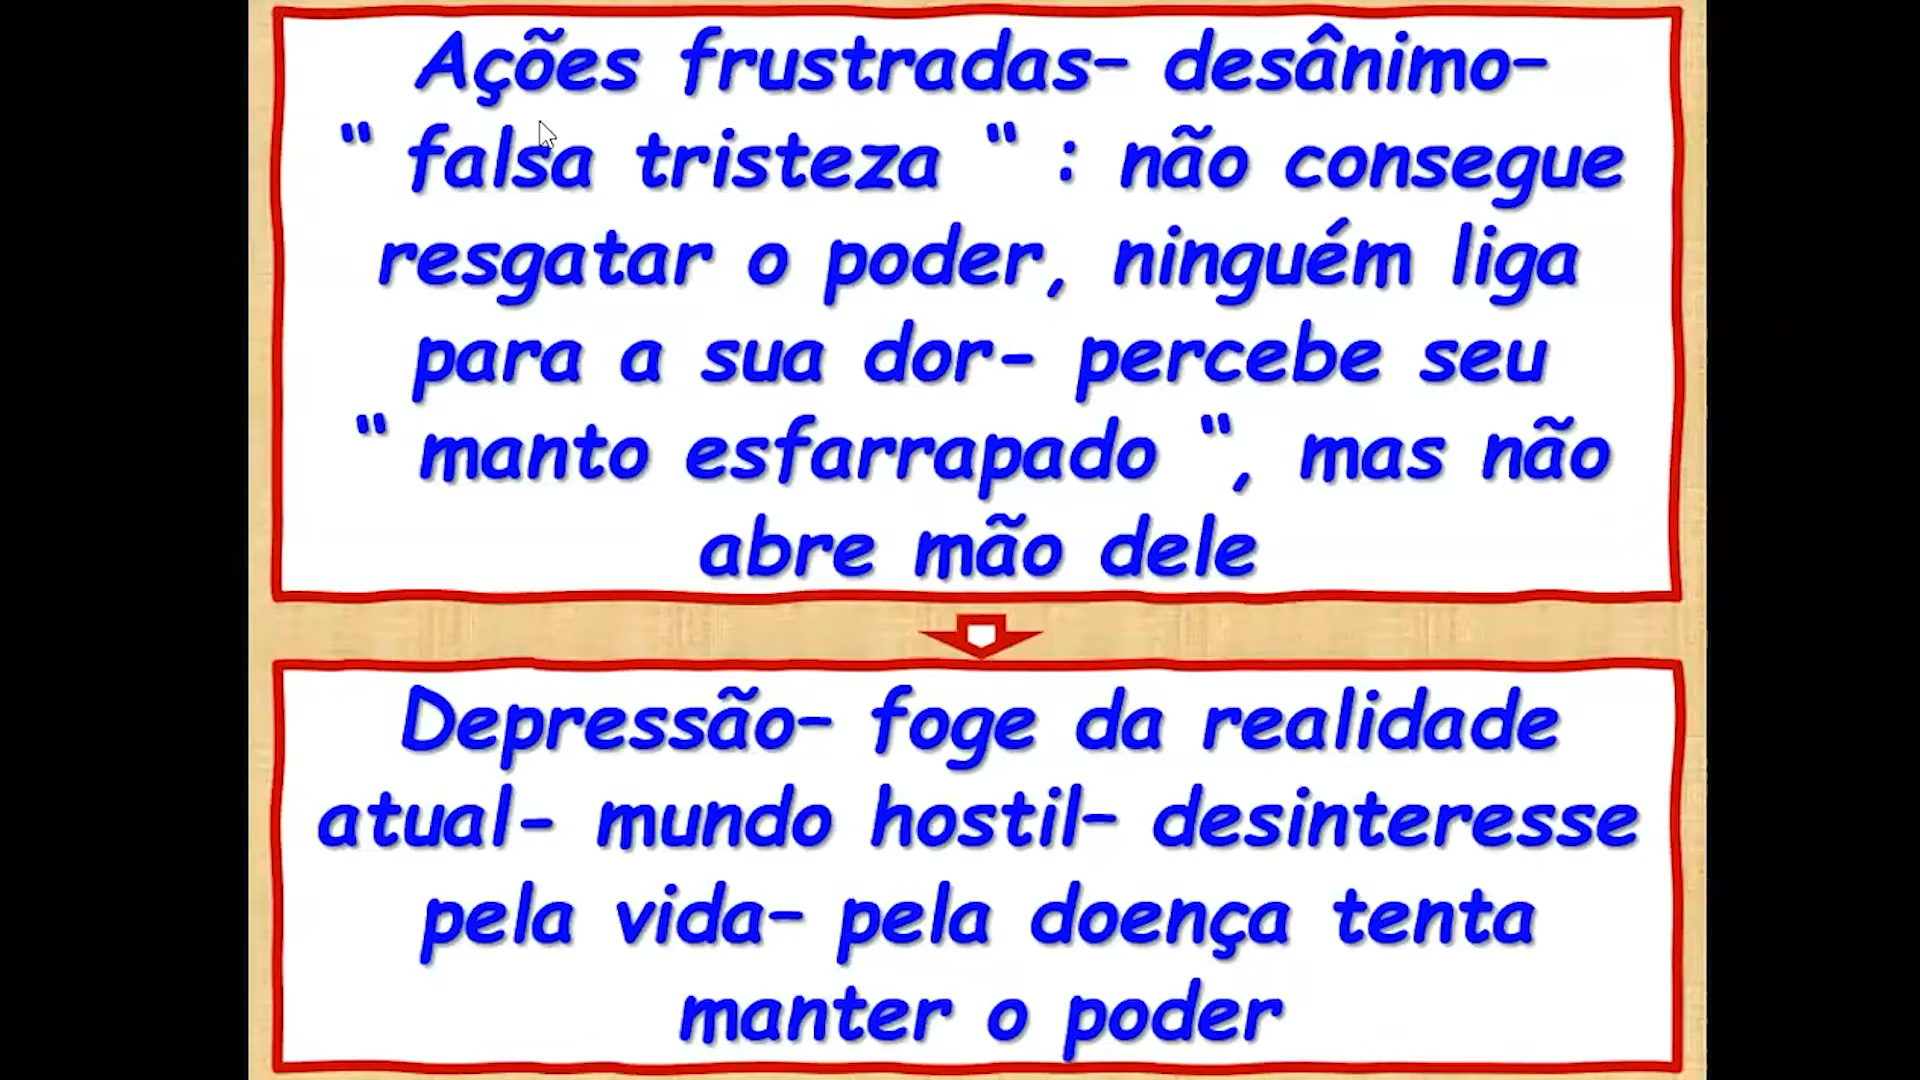 Ações frustradas– desânimo–
“ falsa tristeza “ : não consegue
resgatar o poder, ninguém liga
para a sua dor- percebe seu
“ manto esfarrapado “, mas não
abre mão dele
Depressão– foge da realidade
atual- mundo hostil– desinteresse
pela vida– pela doença tenta
manter o poder